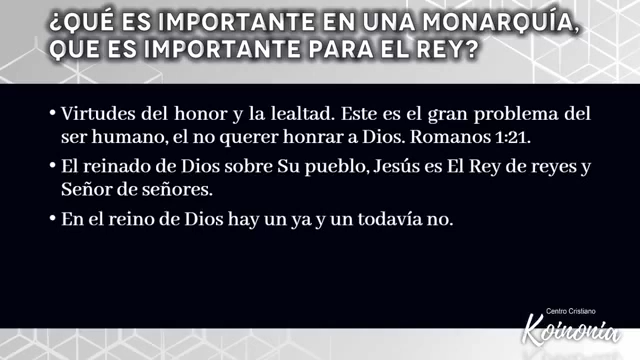 ¿QUÉ ES IMPORTANTE EN UNA MONARQUÍA,
QUE ES IMPORTANTE PARA EL REY?
• Virtudes del honor y la lealtad. Este es el gran problema del
ser humano, el no querer honrar a Dios. Romanos 1:21.
• El reinado de Dios sobre Su pueblo, Jesús es El Rey de reyes y
Señor de señores.
• En el reino de Dios hay un ya y un todavía no.
Centro Cristiano
Koinonia